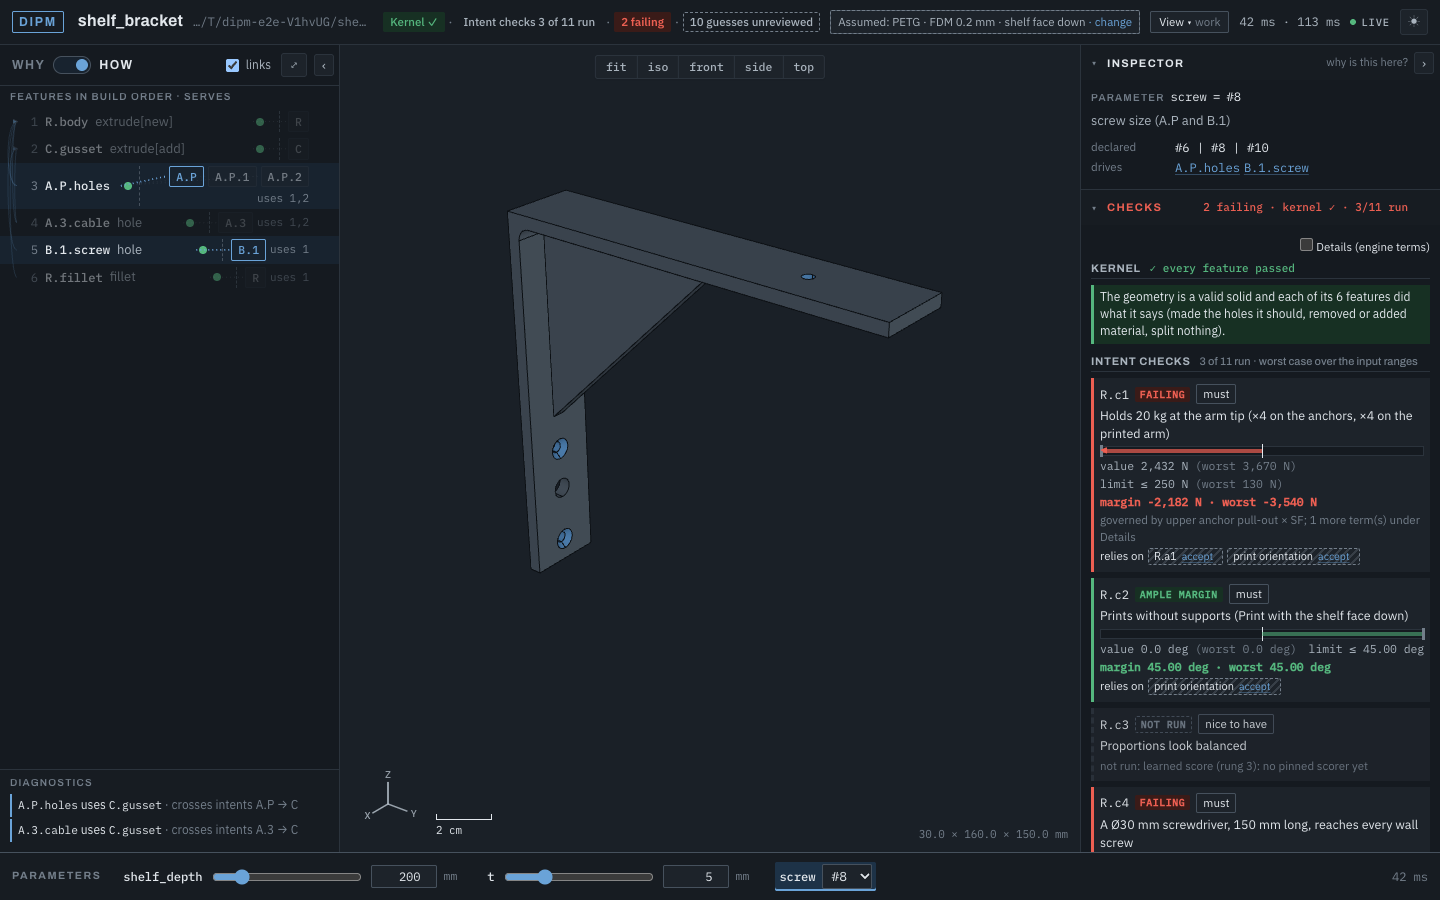 DIPM shelf_bracket …/T/dipm-e2e-V1hvUG/she… Kernel ✓ · Intent checks 3 of 11 run · 2 failing · 10 guesses unreviewed Assumed: PETG · FDM 0.2 mm · shelf face down · change View • work 42 ms · 113 ms LIVE
WHY HOW links
FEATURES IN BUILD ORDER · SERVES
1 R.body extrude[new] R
2 C.gusset extrude[add] C
3 A.P.holes A.P A.P.1 A.P.2
uses 1,2
4 A.3.cable hole A.3 uses 1,2
5 B.1.screw hole B.1 uses 1
6 R.fillet fillet R uses 1
DIAGNOSTICS
A.P.holes uses C.gusset · crosses intents A.P → C
A.3.cable uses C.gusset · crosses intents A.3 → C
fit iso front side top
Z
X
Y
2 cm
30.0 × 160.0 × 150.0 mm
INSPECTOR why is this here?
PARAMETER screw = #8
screw size (A.P and B.1)
declared #6 | #8 | #10
drives A.P.holes B.1.screw
CHECKS 2 failing · kernel ✓ · 3/11 run
Details (engine terms)
KERNEL ✓ every feature passed
The geometry is a valid solid and each of its 6 features did
what it says (made the holes it should, removed or added
material, split nothing).
INTENT CHECKS 3 of 11 run · worst case over the input ranges
R.c1 FAILING must
Holds 20 kg at the arm tip (×4 on the anchors, ×4 on the
printed arm)
value 2,432 N (worst 3,670 N)
limit ≤ 250 N (worst 130 N)
margin -2,182 N · worst -3,540 N
governed by upper anchor pull-out × SF; 1 more term(s) under
Details
relies on R.a1 accept print orientation accept
R.c2 AMPLE MARGIN must
Prints without supports (Print with the shelf face down)
value 0.0 deg (worst 0.0 deg) limit ≤ 45.00 deg
margin 45.00 deg · worst 45.00 deg
relies on print orientation accept
R.c3 NOT RUN nice to have
Proportions look balanced
not run: learned score (rung 3): no pinned scorer yet
R.c4 FAILING must
A Ø30 mm screwdriver, 150 mm long, reaches every wall
screw
PARAMETERS shelf_depth 200 mm t 5 mm screw #8 42 ms